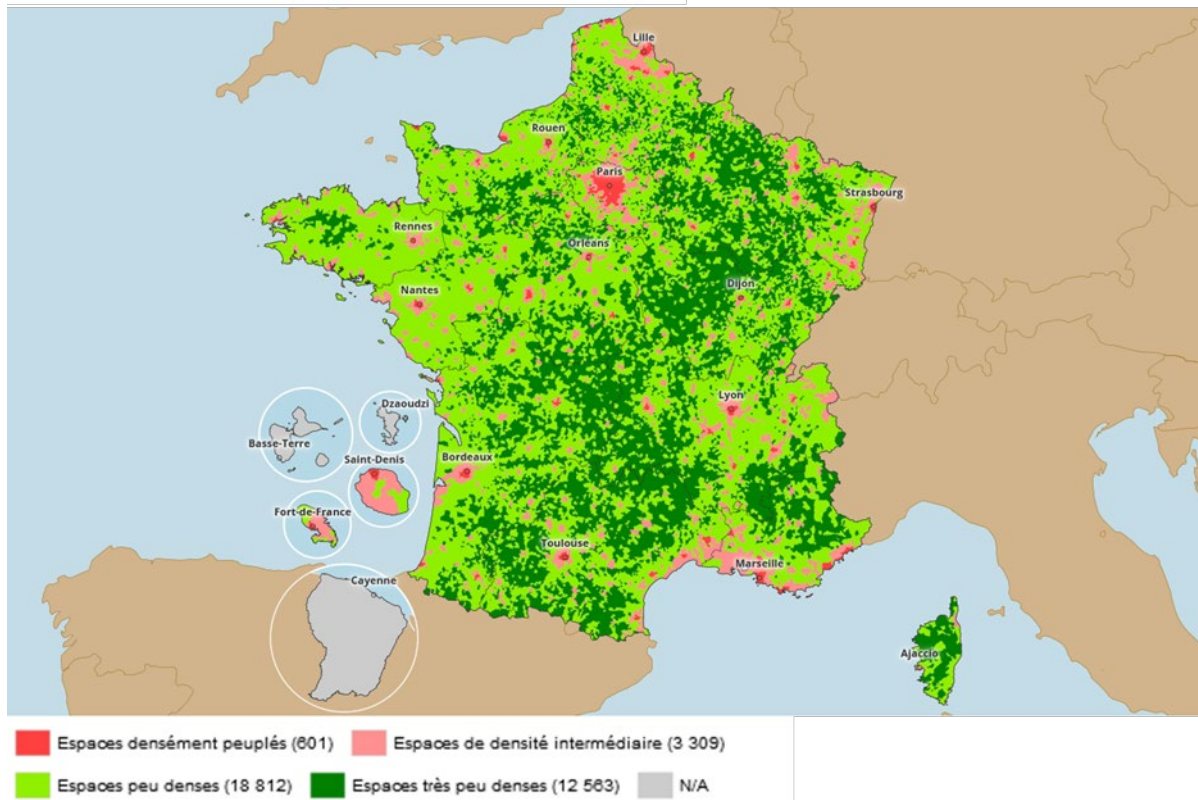 Lille
Rouen
Paris
Strasbourg
Rennes
Orléans
Nantes
Dijon
Lyon
Dzaoudzi
Basse-Terre
Saint-Denis
Bordeaux
Fort-de-France
Toulouse
Marseille
Cayenne
Ajaccio
Espaces densément peuplés (601) Espaces de densité intermédiaire (3 309)
Espaces peu denses (18 812) Espaces très peu denses (12 563) N/A